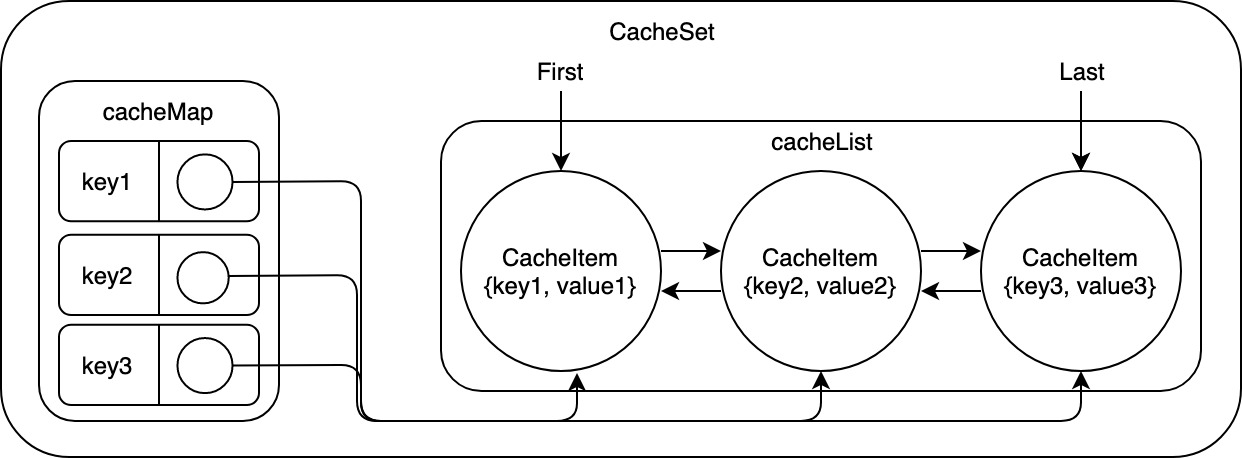 CacheSet
First
Last
cacheMap
cacheList
key1
key2
key3
CacheItem
{key1, value1}
CacheItem
{key2, value2}
CacheItem
{key3, value3}